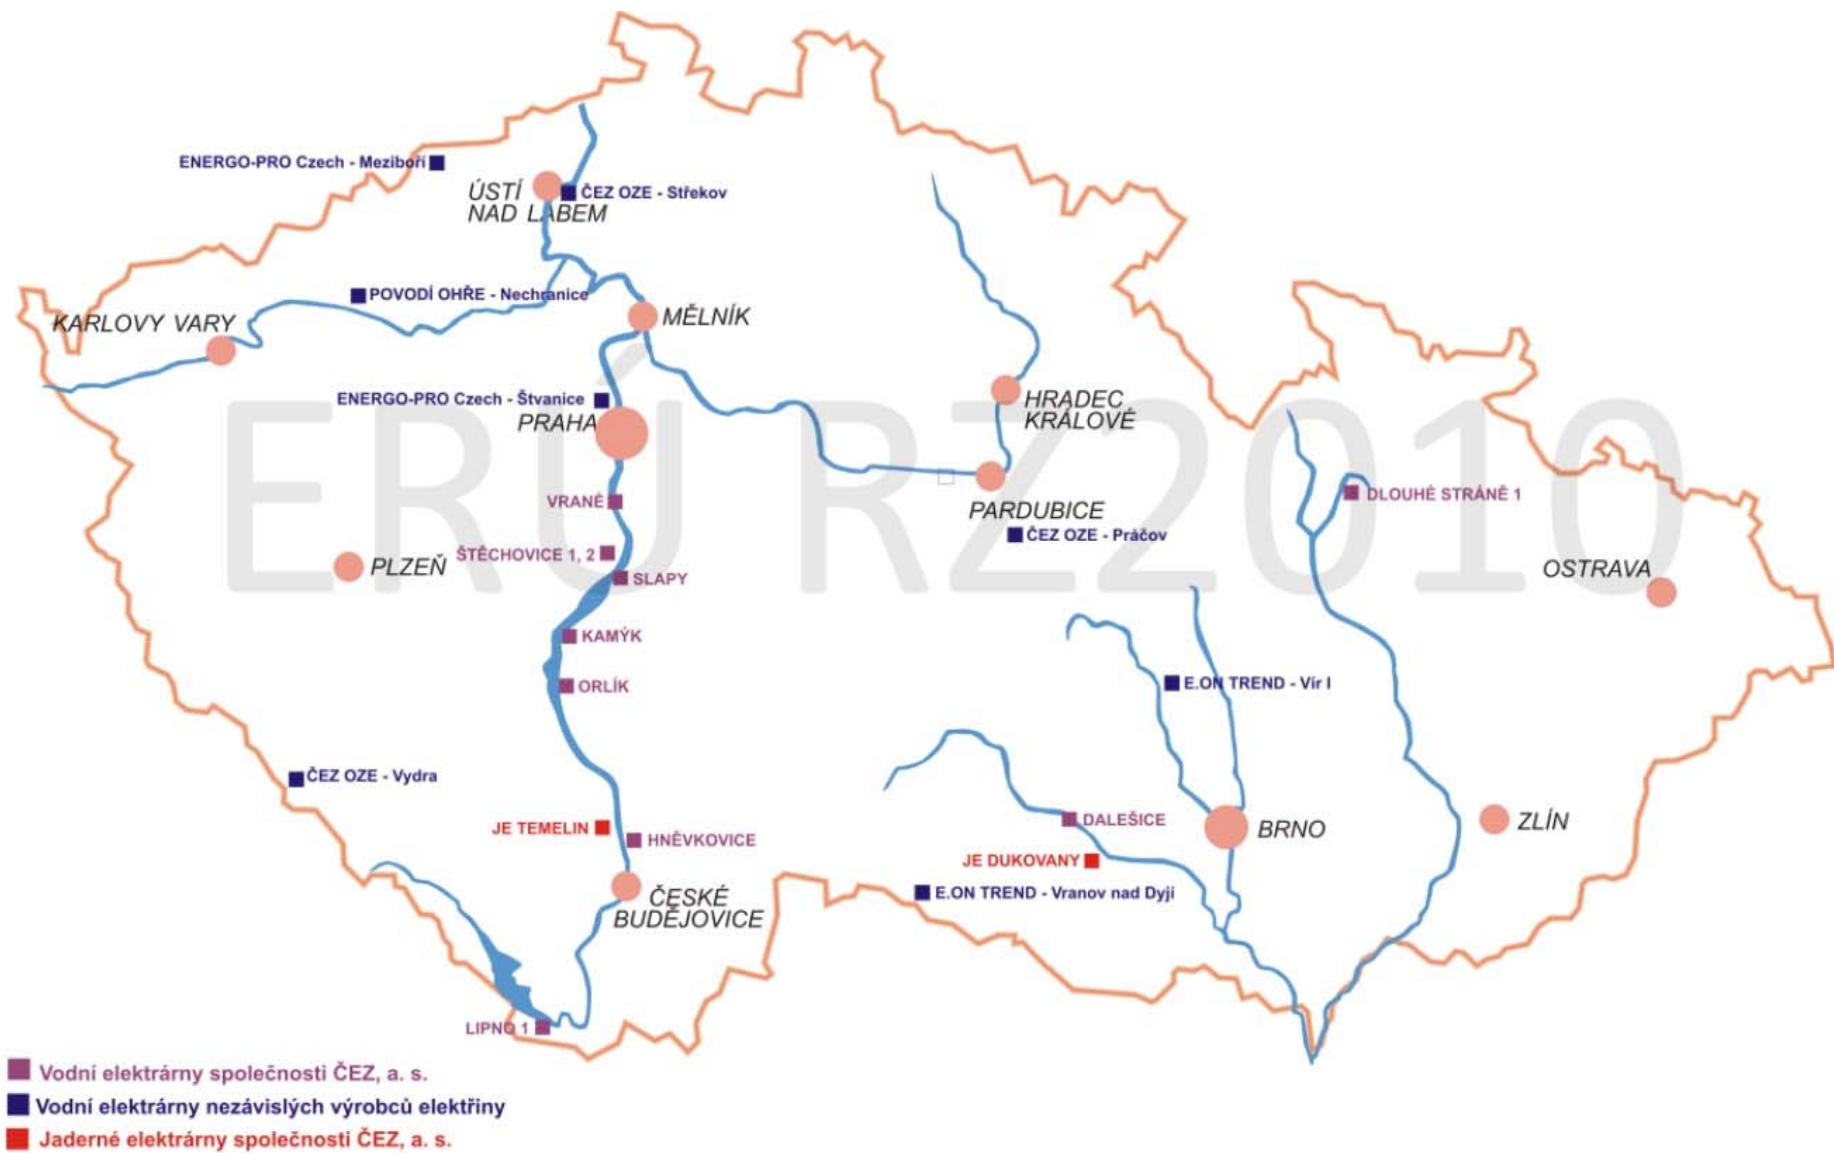 ENERGO-PRO Czech - Meziboří
ÚSTÍ
NAD LABEM
ČEZ OZE - Střekov
POVODÍ OHŘE - Nechranice
KARLOVY VARY
MĚLNÍK
ENERGO-PRO Czech - Štvanice
PRAHA
HRADEC
KRÁLOVÉ
ERÚ RZ2010
VRANÉ
PARDUBICE
DLOUHÉ STRÁNĚ 1
ČEZ OZE - Práčov
ŠTĚCHOVICE 1, 2
PLZEŇ
SLAPY
OSTRAVA
KAMÝK
ORLÍK
E.ON TREND - Vír I
ČEZ OZE - Vydra
JE TEMELIN
HNĚVKOVICE
DALEŠICE
BRNO
ZLÍN
JE DUKOVANY
E.ON TREND - Vranov nad Dyjí
ČESKÉ
BUDĚJOVICE
LIPNO 1
Vodní elektrárny společnosti ČEZ, a. s.
Vodní elektrárny nezávislých výrobců elektřiny
Jaderné elektrárny společnosti ČEZ, a. s.